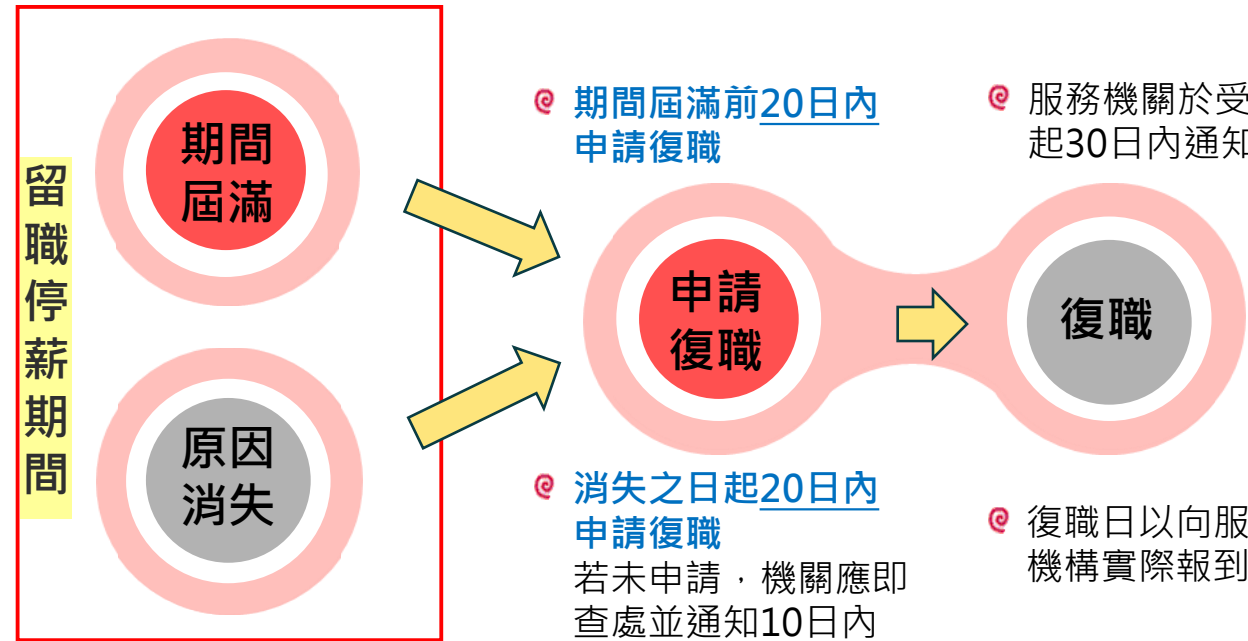 留職停薪期間
期間
屆滿
原因
消失
期間屆滿前20日內
申請復職
申請
復職
消失之日起20日內
申請復職
若未申請，機關應即
查處並通知10日內
服務機關於受
起30日內通知
復職
復職日以向服
機構實際報到